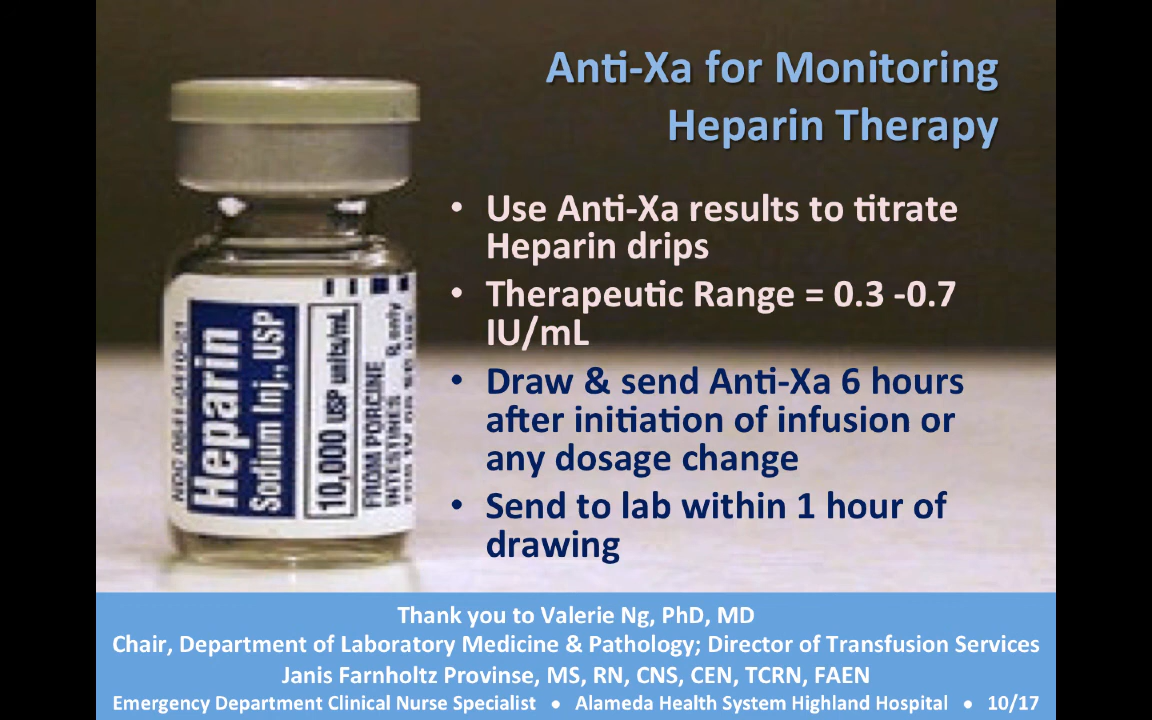 Anti-Xa for Monitoring
Heparin Therapy
• Use Anti-Xa results to titrate
Heparin drips
• Therapeutic Range = 0.3 -0.7
IU/mL
• Draw & send Anti-Xa 6 hours
after initiation of infusion or
any dosage change
• Send to lab within 1 hour of
drawing
Heparin
Sodium Inj., USP
10,000 USP units/mL
FROM PORCINE
INTESTINES
Rx only
Thank you to Valerie Ng, PhD, MD
Chair, Department of Laboratory Medicine & Pathology; Director of Transfusion Services
Janis Farnholtz Provinse, MS, RN, CNS, CEN, TCRN, FAEN
Emergency Department Clinical Nurse Specialist • Alameda Health System Highland Hospital • 10/17